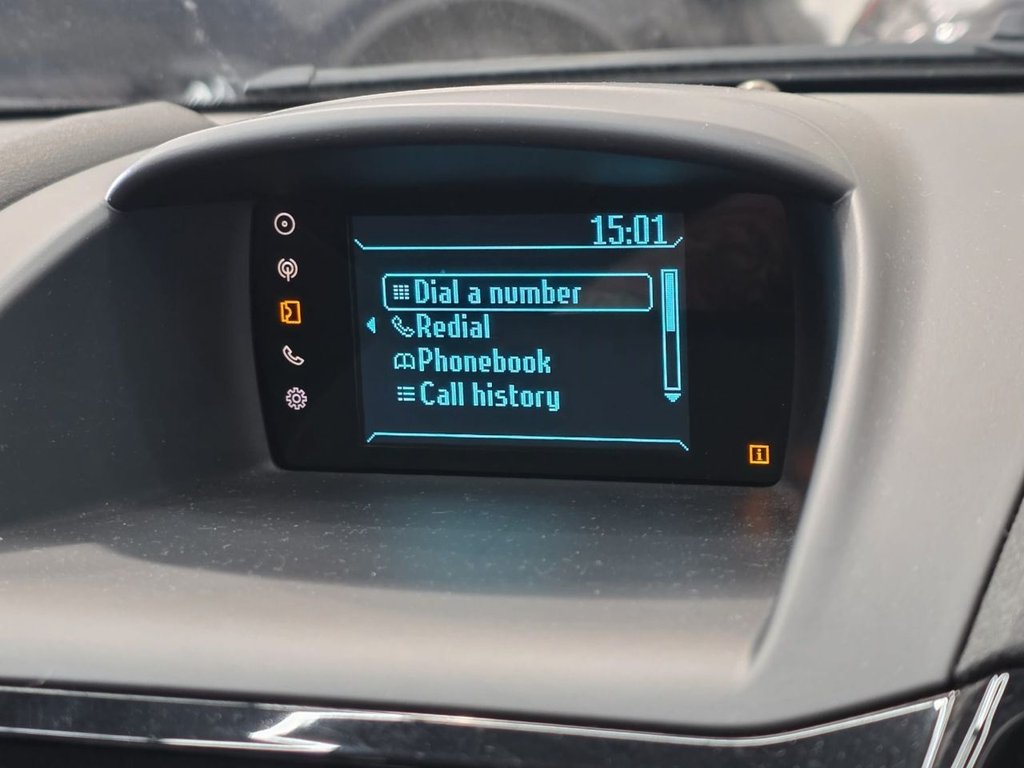 15:01
Dial a number
Redial
Phonebook
Call history
i